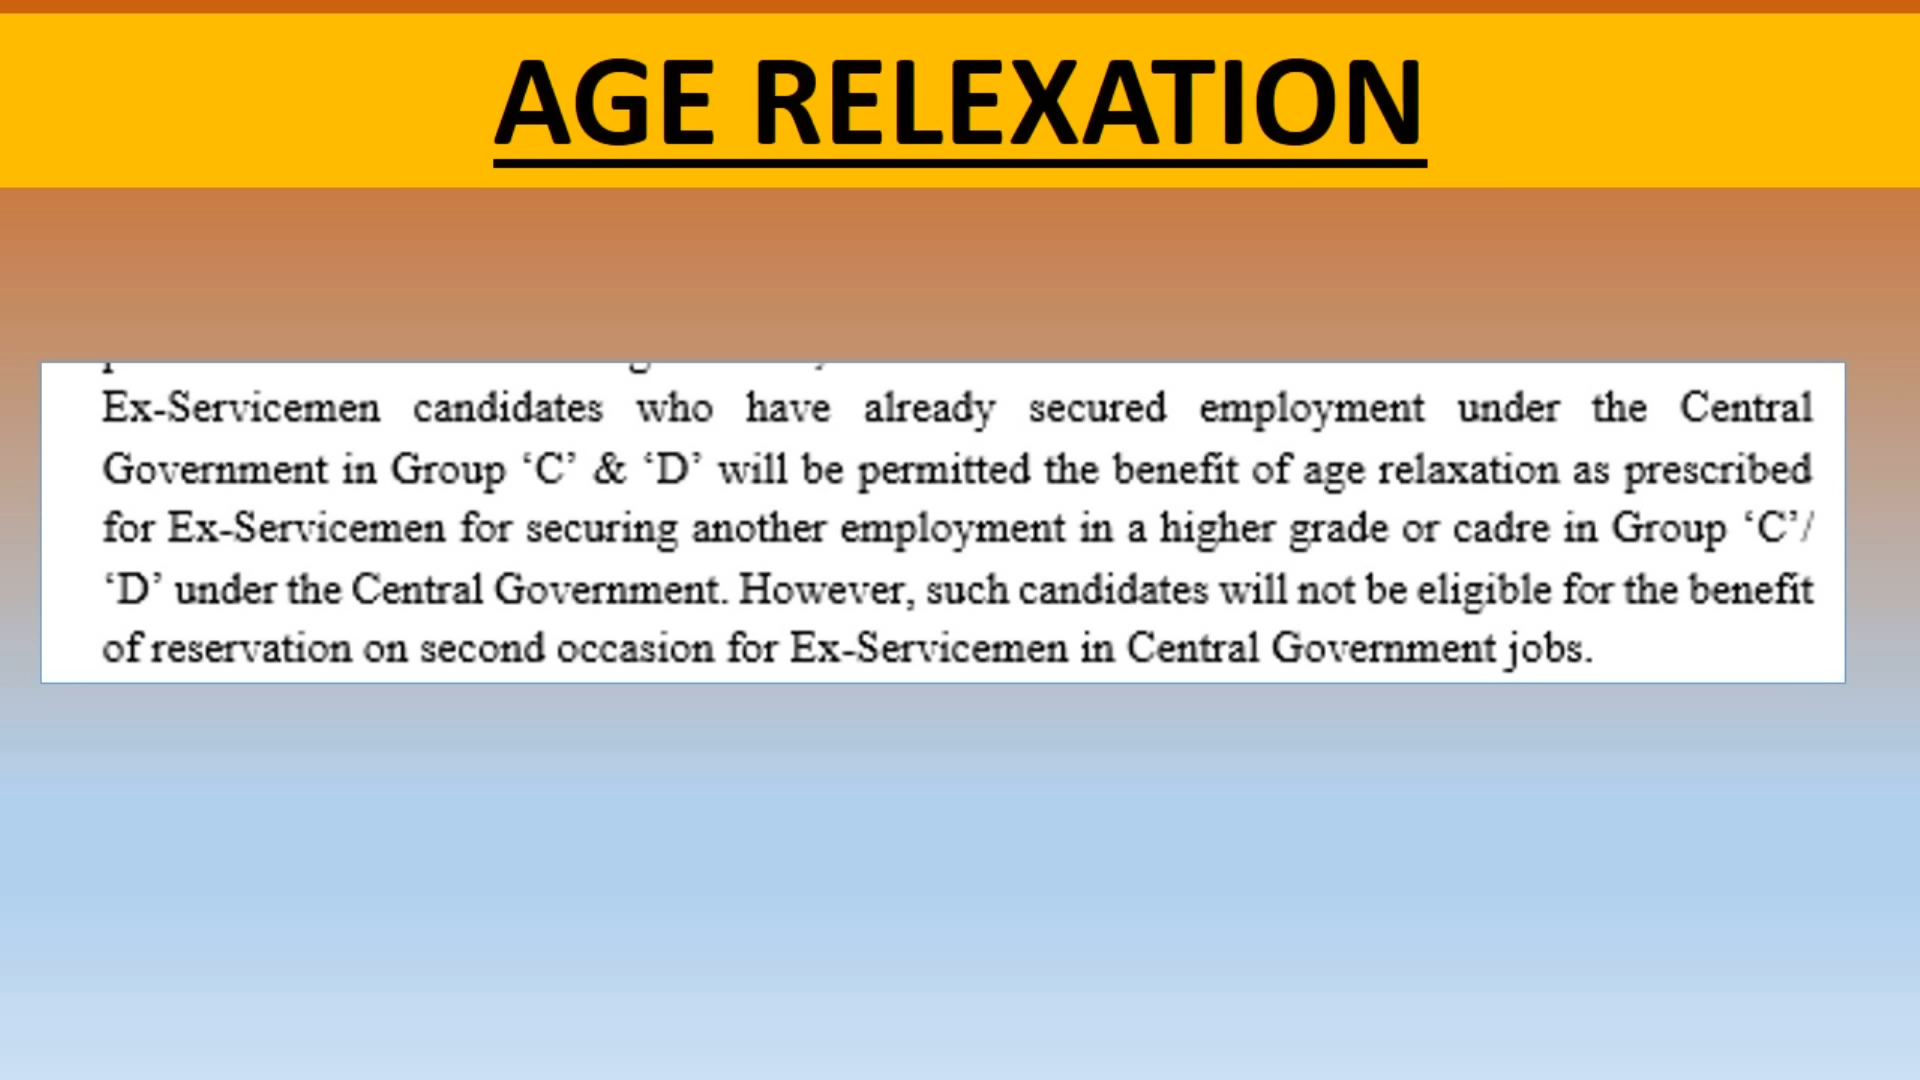 AGE RELEXATION
Ex-Servicemen candidates who have already secured employment under the Central
Government in Group ‘C’ & ‘D’ will be permitted the benefit of age relaxation as prescribed
for Ex-Servicemen for securing another employment in a higher grade or cadre in Group ‘C’/
‘D’ under the Central Government. However, such candidates will not be eligible for the benefit
of reservation on second occasion for Ex-Servicemen in Central Government jobs.